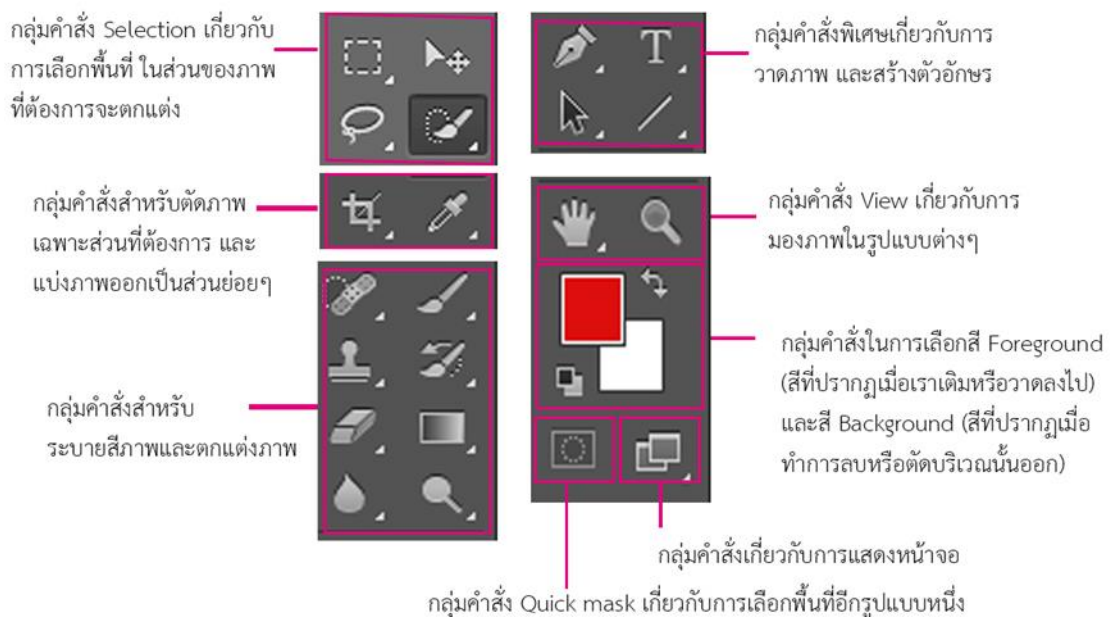 กลุ่มคำสั่ง Selection เกี่ยวกับ
การเลือกพื้นที่ ในส่วนของภาพ
ที่ต้องการจะตกแต่ง
กลุ่มคำสั่งสำหรับตัดภาพ
เฉพาะส่วนที่ต้องการ และ
แบ่งภาพออกเป็นส่วนย่อยๆ
กลุ่มคำสั่งสำหรับ
ระบายสีภาพและตกแต่งภาพ
T
กลุ่มคำสั่งพิเศษเกี่ยวกับการ
วาดภาพ และสร้างตัวอักษร
กลุ่มคำสั่ง View เกี่ยวกับการ
มองภาพในรูปแบบต่างๆ
กลุ่มคำสั่งในการเลือกสี Foreground
(สีที่ปรากฏเมื่อเราเติมหรือวาดลงไป)
และสี Background (สีที่ปรากฏเมื่อ
ทำการลบหรือตัดบริเวณนั้นออก)
กลุ่มคำสั่งเกี่ยวกับการแสดงหน้าจอ
กลุ่มคำสั่ง Quick mask เกี่ยวกับการเลือกพื้นที่อีกรูปแบบหนึ่ง